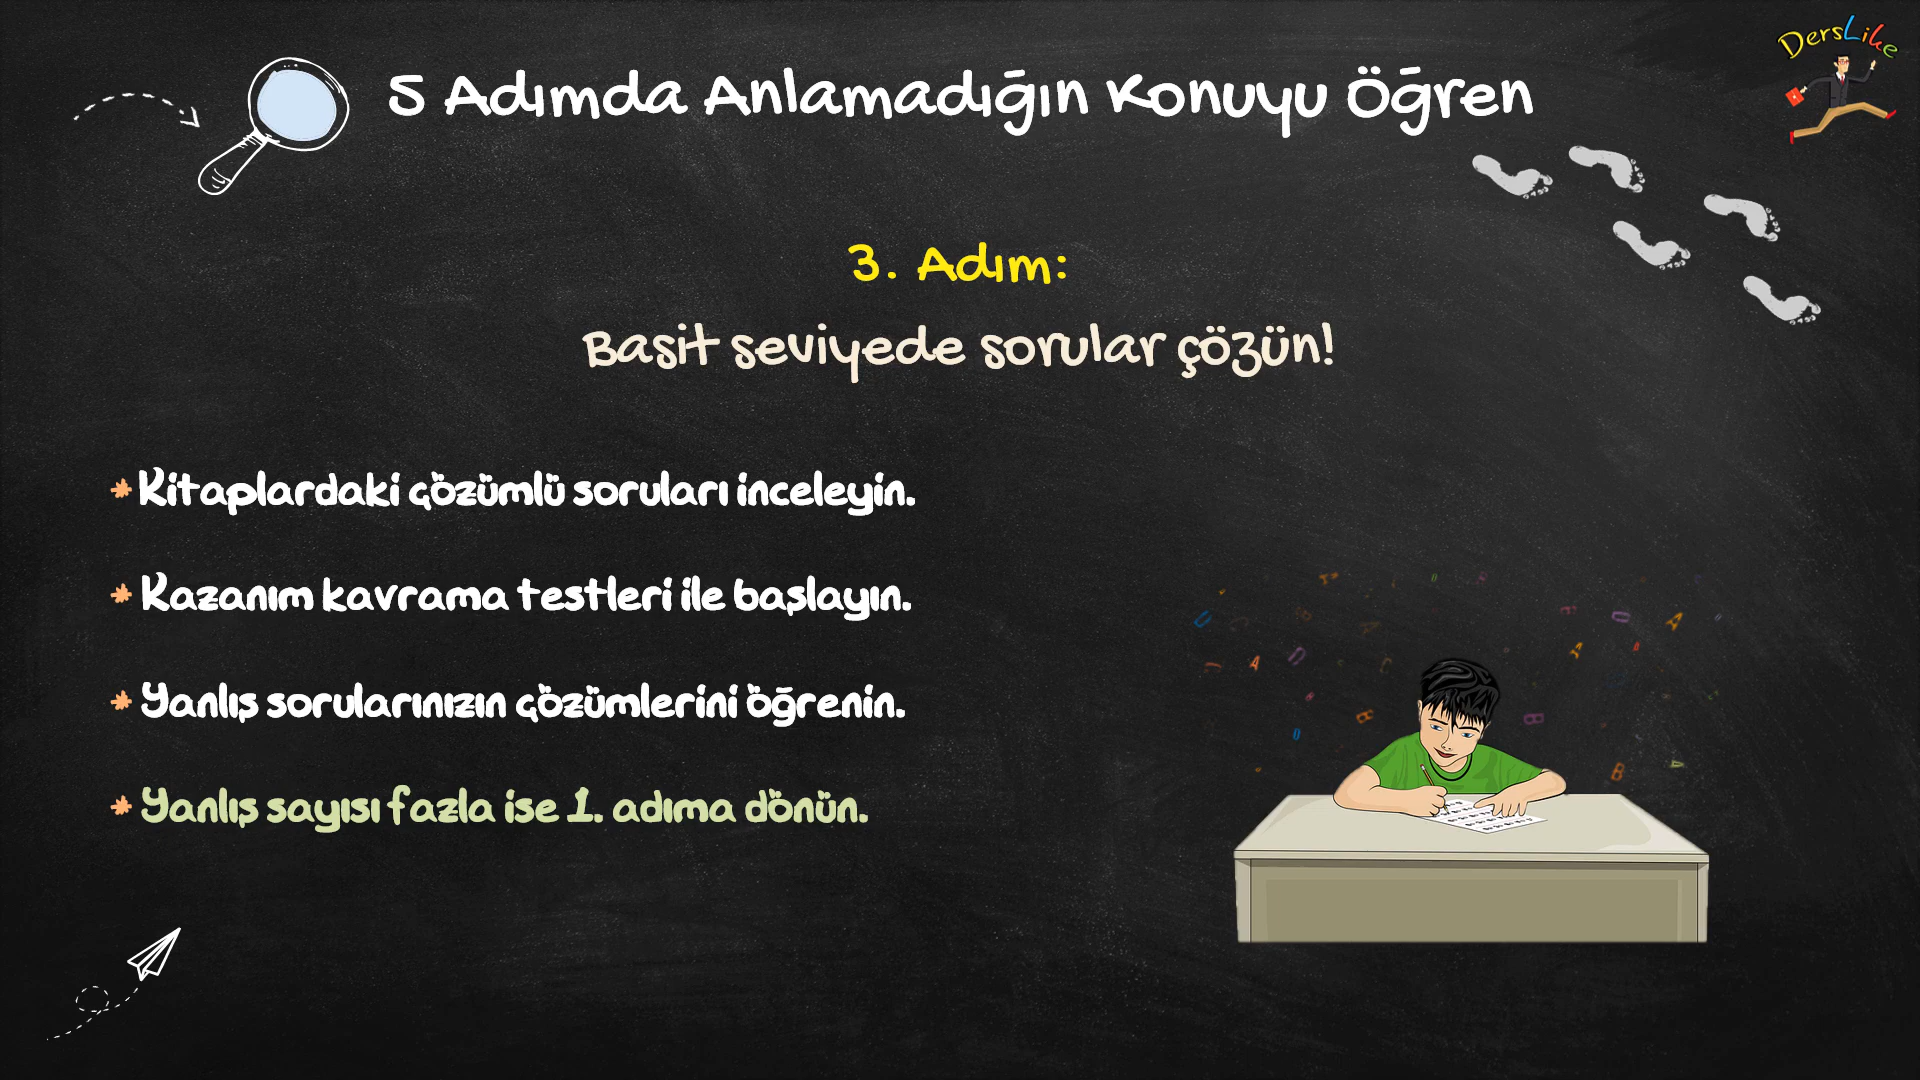 DersLike
5 Adımda Anlamadığın Konuyu Öğren
3. Adım:
Basit seviyede sorular çözün!
Kitaplardaki çözümlü soruları inceleyin.
Kazanım kavrama testleri ile başlayın.
Yanlış sorularınızın çözümlerini öğrenin.
Yanlış sayısı fazla ise 1. adıma dönün.